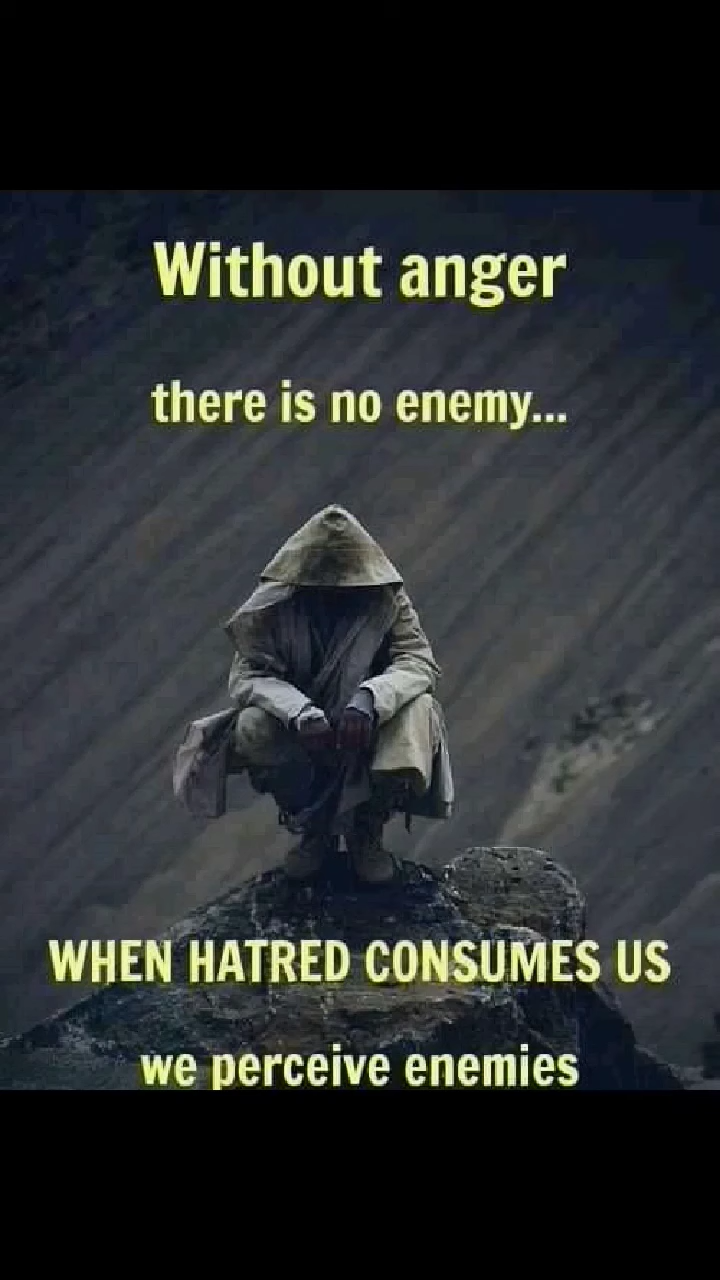 Without anger
there is no enemy...
WHEN HATRED CONSUMES US
we perceive enemies